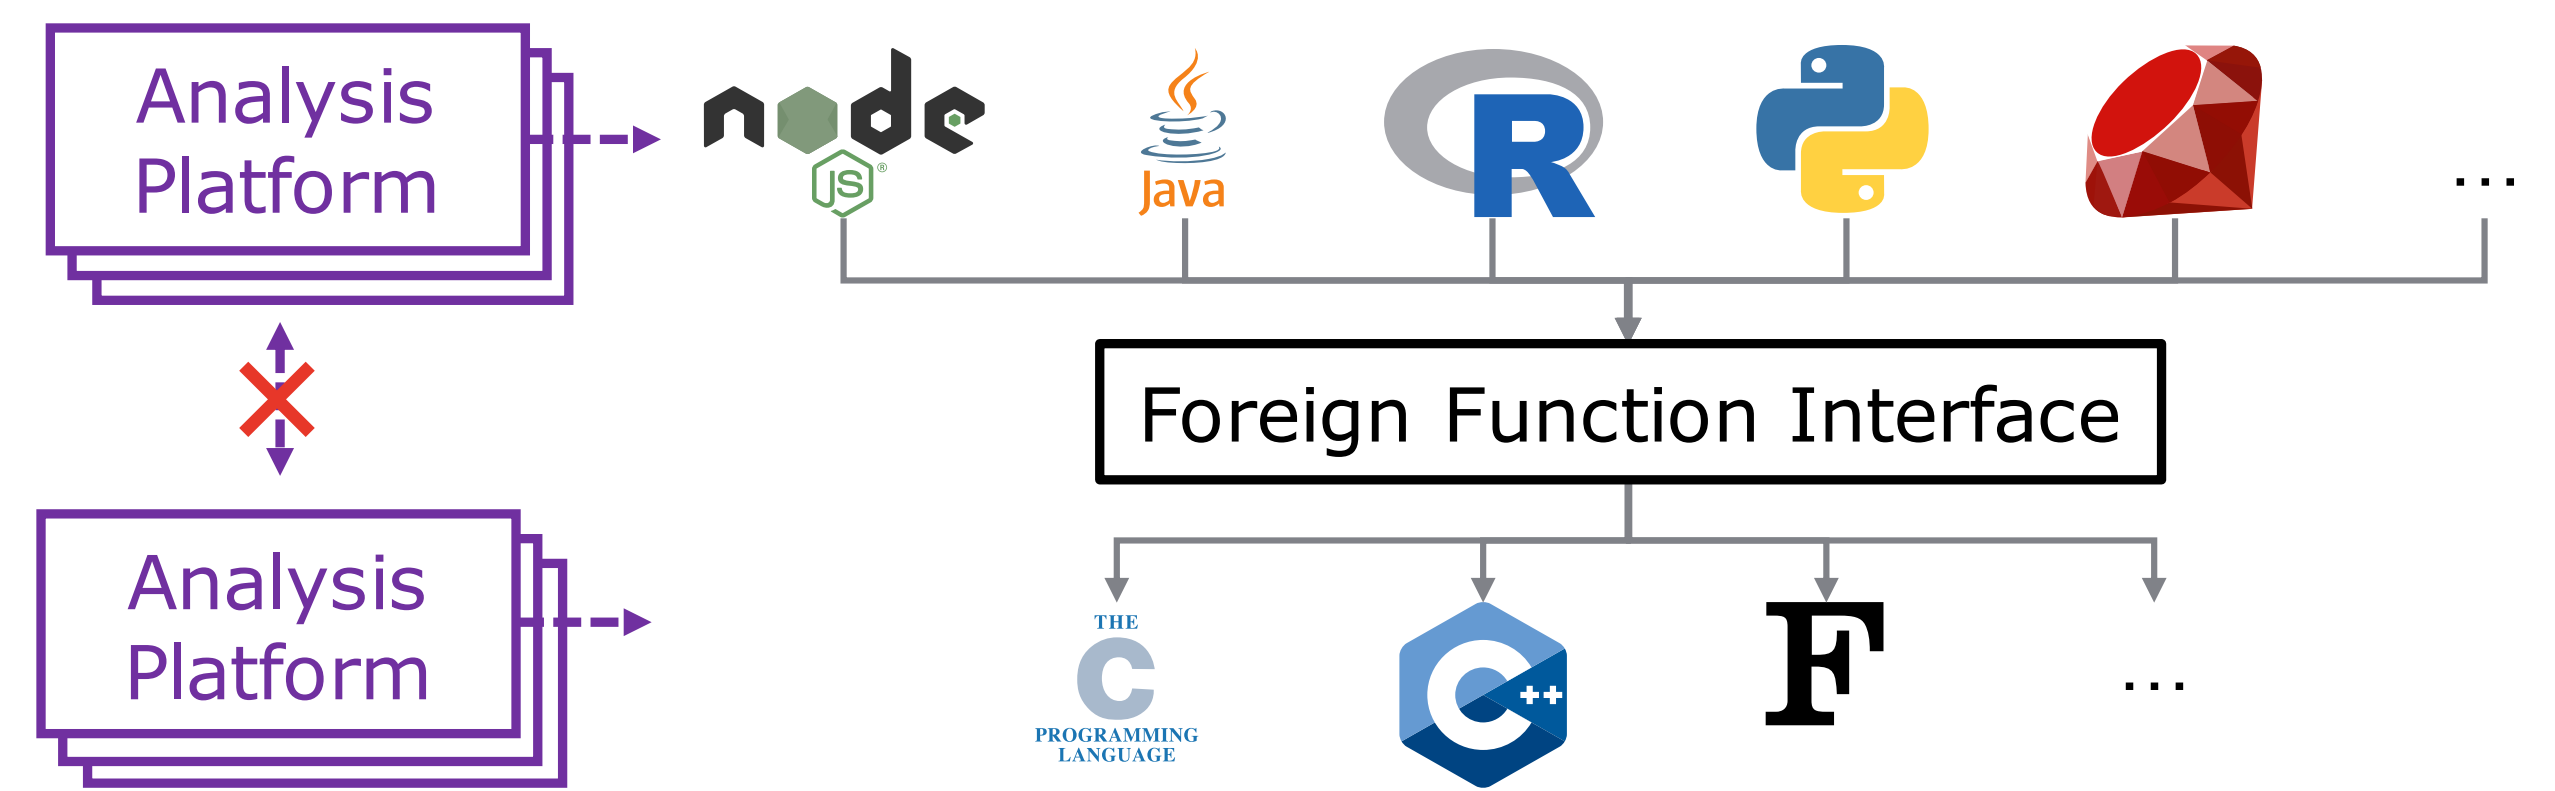 Analysis
Platform
node
JS®
Java
R
...
Foreign Function Interface
Analysis
Platform
THE
C
PROGRAMMING
LANGUAGE
C++
F
...